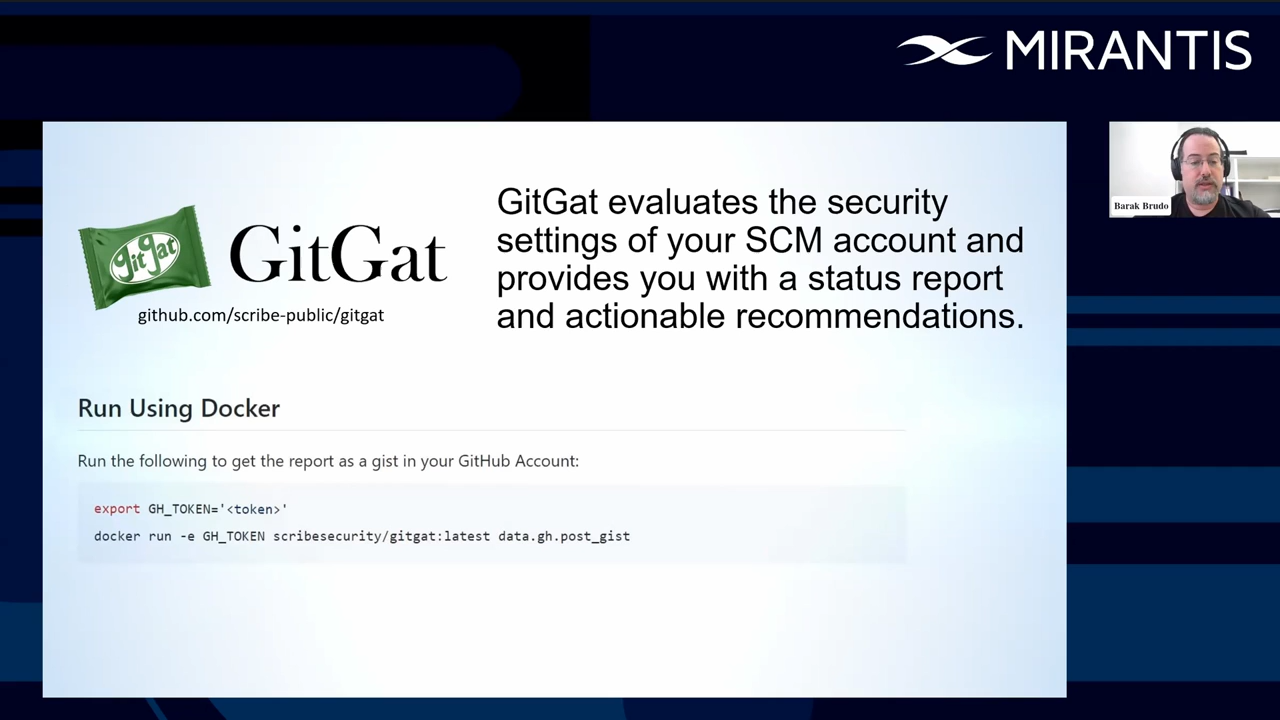 MIRANTIS
git gat
GitGat
github.com/scribe-public/gitgat
GitGat evaluates the security
settings of your SCM account and
provides you with a status report
and actionable recommendations.
Barak Brudo
Run Using Docker
Run the following to get the report as a gist in your GitHub Account:
export GH_TOKEN='<token>'
docker run -e GH_TOKEN scribesecurity/gitgat:latest data.gh.post_gist